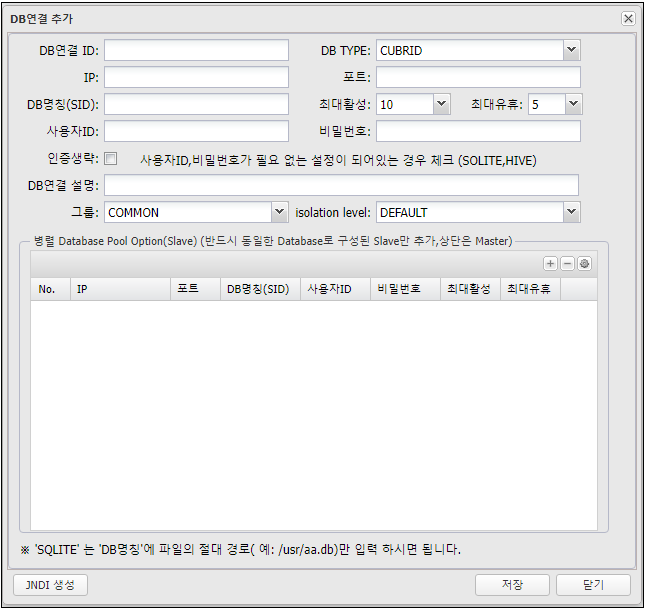 DB연결 추가
DB연결 ID: DB TYPE: CUBRID
IP: 포트:
DB명칭(SID): 최대활성: 10 최대유휴: 5
사용자ID: 비밀번호:
인증생략: 사용자ID,비밀번호가 필요 없는 설정이 되어있는 경우 체크 (SOLITE,HIVE)
DB연결 설명:
그룹: COMMON isolation level: DEFAULT
병렬 Database Pool Option(Slave) (반드시 동일한 Database로 구성된 Slave만 추가,상단은 Master)
No. IP 포트 DB명칭(SID) 사용자ID 비밀번호 최대활성 최대유휴
※ 'SQLITE' 는 'DB명칭'에 파일의 절대 경로( 예: /usr/aa.db)만 입력 하시면 됩니다.
JNDI 생성 저장 닫기